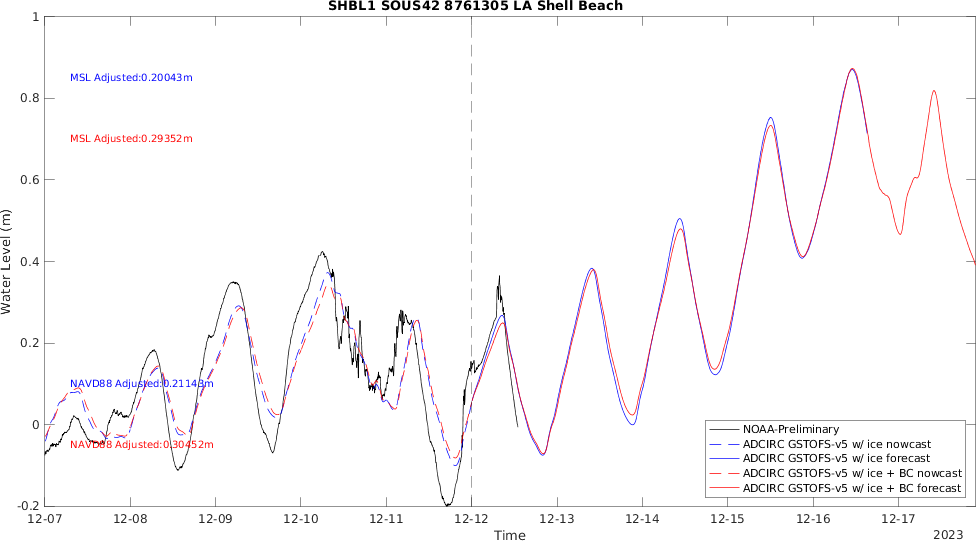 SHBL1 SOUS42 8761305 LA Shell Beach
1
MSL Adjusted:0.20043m
0.8
MSL Adjusted:0.29352m
0.6
Water Level (m)
0.4
0.2
NAVD88 Adjusted:0.21143m
0
NAVD88 Adjusted:0.30452m
NOAA-Preliminary
ADCIRC GSTOFS-v5 w/ ice nowcast
ADCIRC GSTOFS-v5 w/ ice forecast
ADCIRC GSTOFS-v5 w/ ice + BC nowcast
ADCIRC GSTOFS-v5 w/ ice + BC forecast
-0.2
12-07 12-08 12-09 12-10 12-11 12-12 12-13 12-14 12-15 12-16 12-17
Time
2023